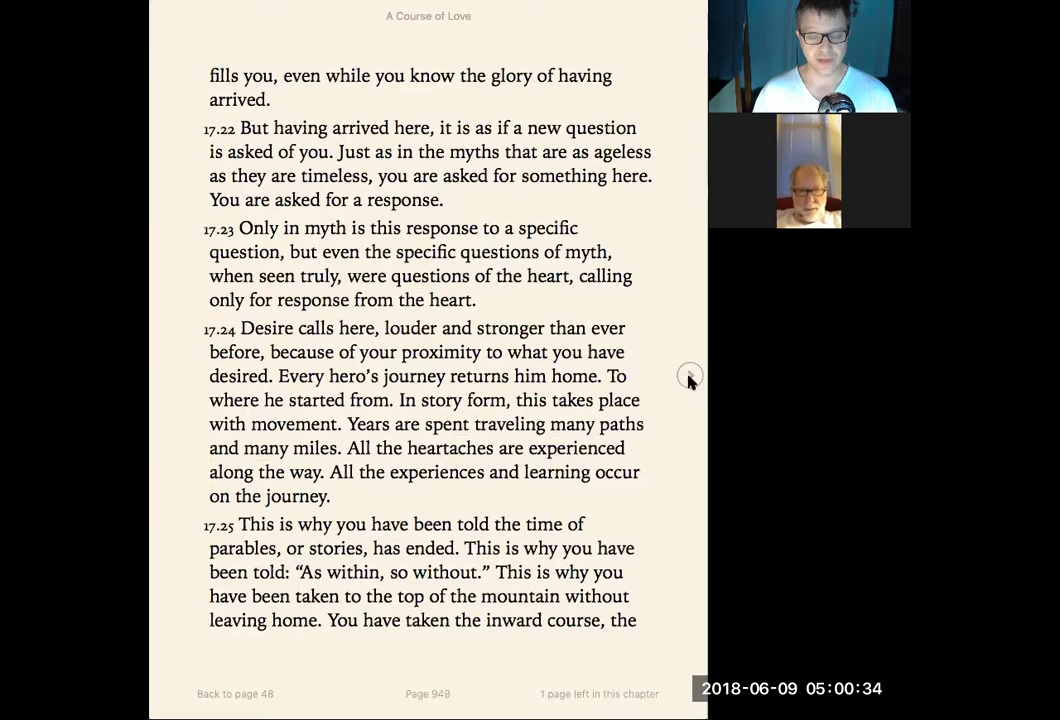 A Course of Love
fills you, even while you know the glory of having
arrived.
17.22 But having arrived here, it is as if a new question
is asked of you. Just as in the myths that are as ageless
as they are timeless, you are asked for something here.
You are asked for a response.
17.23 Only in myth is this response to a specific
question, but even the specific questions of myth,
when seen truly, were questions of the heart, calling
only for response from the heart.
17.24 Desire calls here, louder and stronger than ever
before, because of your proximity to what you have
desired. Every hero’s journey returns him home. To
where he started from. In story form, this takes place
with movement. Years are spent traveling many paths
and many miles. All the heartaches are experienced
along the way. All the experiences and learning occur
on the journey.
17.25 This is why you have been told the time of
parables, or stories, has ended. This is why you have
been told: “As within, so without.” This is why you
have been taken to the top of the mountain without
leaving home. You have taken the inward course, the
Back to page 48
Page 949
1 page left in this chapter
2018-06-09 05:00:34